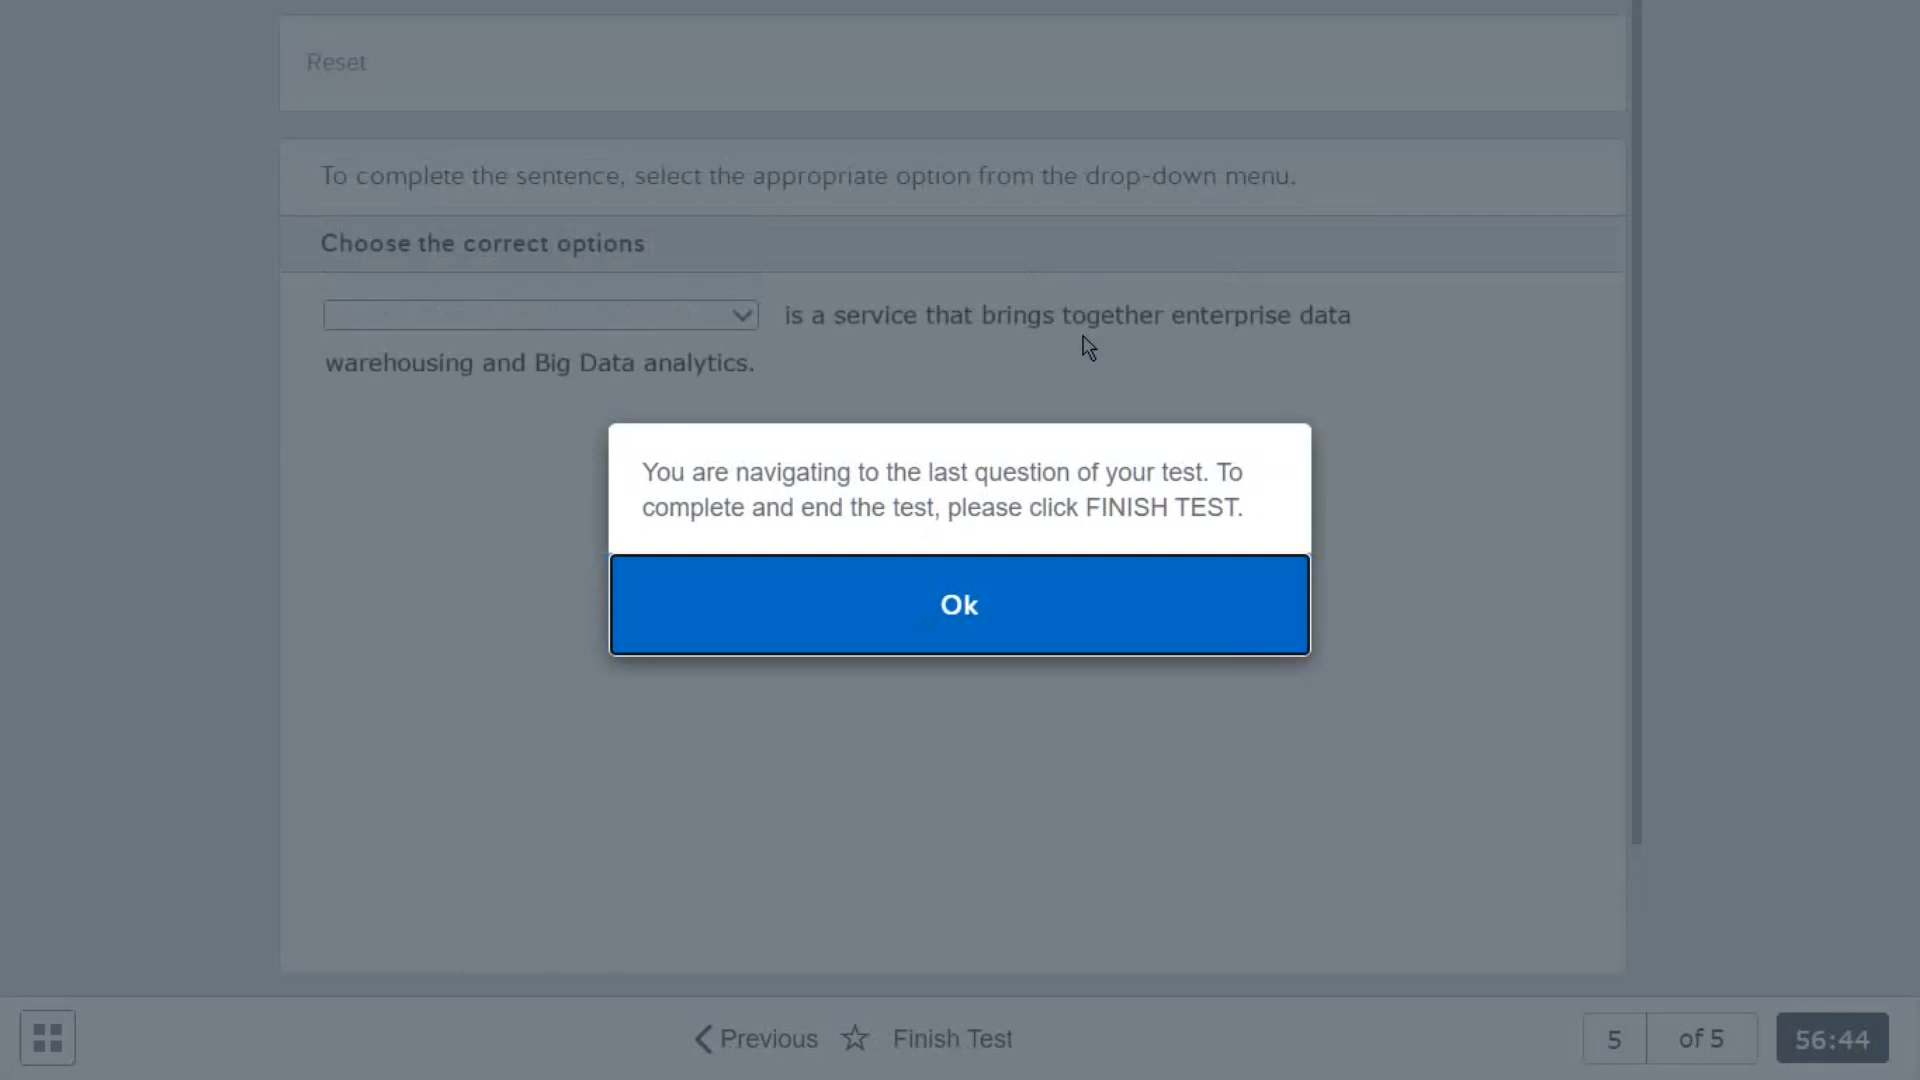 Reset
To complete the sentence, select the appropriate option from the drop-down menu.
Choose the correct options
is a service that brings together enterprise data
warehousing and Big Data analytics.
You are navigating to the last question of your test. To
complete and end the test, please click FINISH TEST.
Ok
Previous Finish Test 5 of 5 56:44